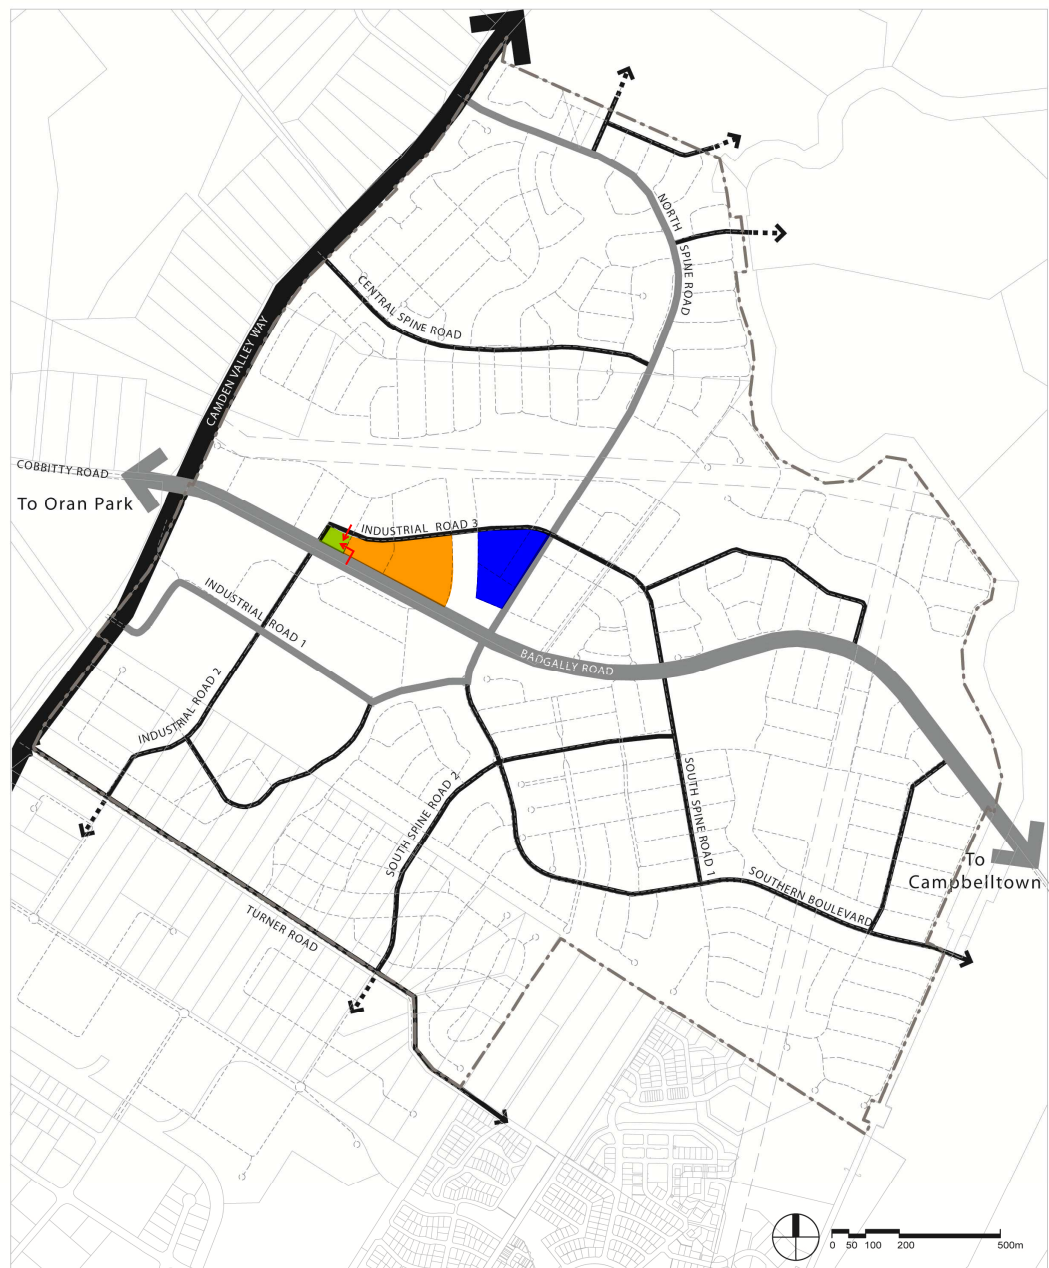 NORTH SPINE ROAD
CENTRAL SPINE ROAD
CAMDEN VALLEY WAY
COBBITTY ROAD
To Oran Park
INDUSTRIAL ROAD 3
INDUSTRIAL ROAD 1
BADGALLY ROAD
INDUSTRIAL ROAD 2
SOUTH SPINE ROAD 2
SOUTH SPINE ROAD 1
To
Campbelltown
SOUTHERN BOULEVARD
TURNER ROAD
0 50 100 200 500m